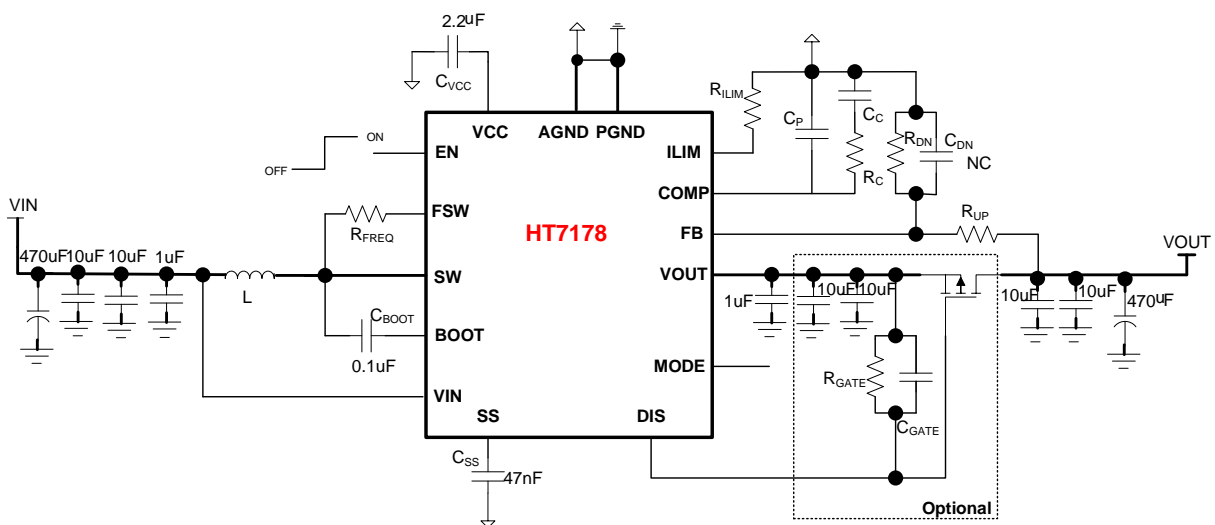 2.2uF
CVCC
VCC
AGND
PGND
RILIM
CP
CC
RC
RDN
CDN
NC
ON
OFF
EN
ILIM
COMP
RUP
FB
FSW
RFREQ
HT7178
VIN
VOUT
470uF
10uF
10uF
1uF
L
SW
VOUT
1uF
10uF
10uF
10uF
10uF
470uF
CBOOT
0.1uF
BOOT
MODE
VIN
SS
DIS
RGATE
CGATE
CSS
47nF
Optional